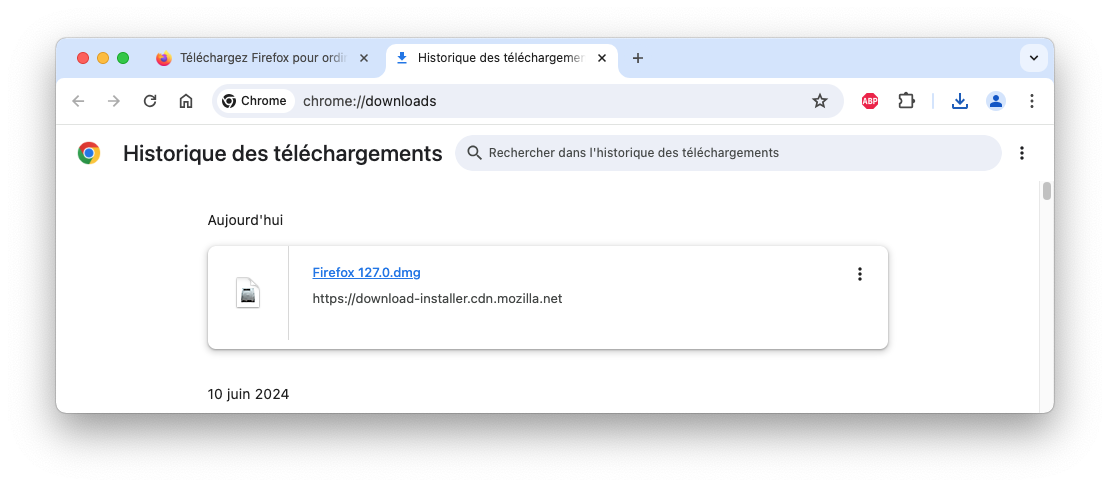 Téléchargez Firefox pour ordi
Historique des téléchargemen
Chrome
chrome://downloads
ABP
Historique des téléchargements
Rechercher dans l'historique des téléchargements
Aujourd'hui
Firefox 127.0.dmg
https://download-installer.cdn.mozilla.net
10 juin 2024